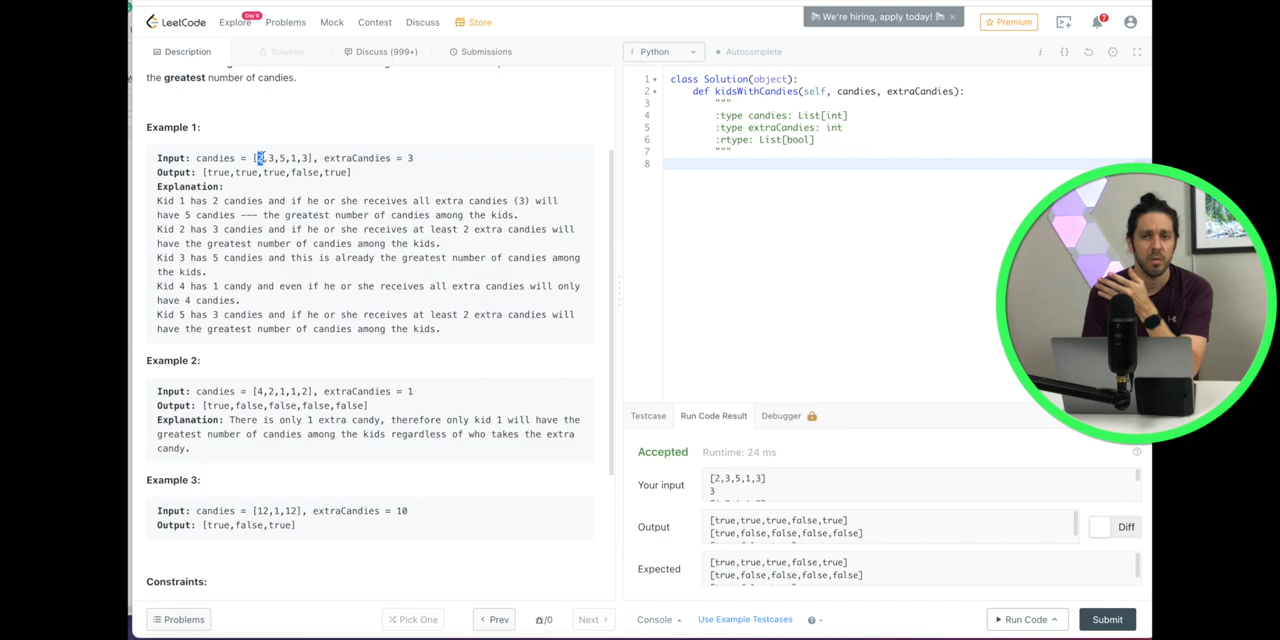 LeetCode
Explore
Day 6
Problems
Mock
Contest
Discuss
Store
We're hiring, apply today!
Premium
7
Description
Solution
Discuss (999+)
Submissions
i Python
Autocomplete
the greatest number of candies.
Example 1:
Input: candies = [2,3,5,1,3], extraCandies = 3
Output: [true,true,true,false,true]
Explanation:
Kid 1 has 2 candies and if he or she receives all extra candies (3) will
have 5 candies --- the greatest number of candies among the kids.
Kid 2 has 3 candies and if he or she receives at least 2 extra candies will
have the greatest number of candies among the kids.
Kid 3 has 5 candies and this is already the greatest number of candies among
the kids.
Kid 4 has 1 candy and even if he or she receives all extra candies will only
have 4 candies.
Kid 5 has 3 candies and if he or she receives at least 2 extra candies will
have the greatest number of candies among the kids.
Example 2:
Input: candies = [4,2,1,1,2], extraCandies = 1
Output: [true,false,false,false,false]
Explanation: There is only 1 extra candy, therefore only kid 1 will have the
greatest number of candies among the kids regardless of who takes the extra
candy.
Example 3:
Input: candies = [12,1,12], extraCandies = 10
Output: [true,false,true]
Constraints:
1 class Solution(object):
2 def kidsWithCandies(self, candies, extraCandies):
3 """
4 :type candies: List[int]
5 :type extraCandies: int
6 :rtype: List[bool]
7 """
8
Testcase
Run Code Result
Debugger
Accepted
Runtime: 24 ms
Your input
[2,3,5,1,3]
3
Output
[true,true,true,false,true]
[true,false,false,false,false]
Diff
Expected
[true,true,true,false,true]
[true,false,false,false,false]
Problems
Pick One
< Prev
/0
Next >
Console
Use Example Testcases
Run Code
Submit